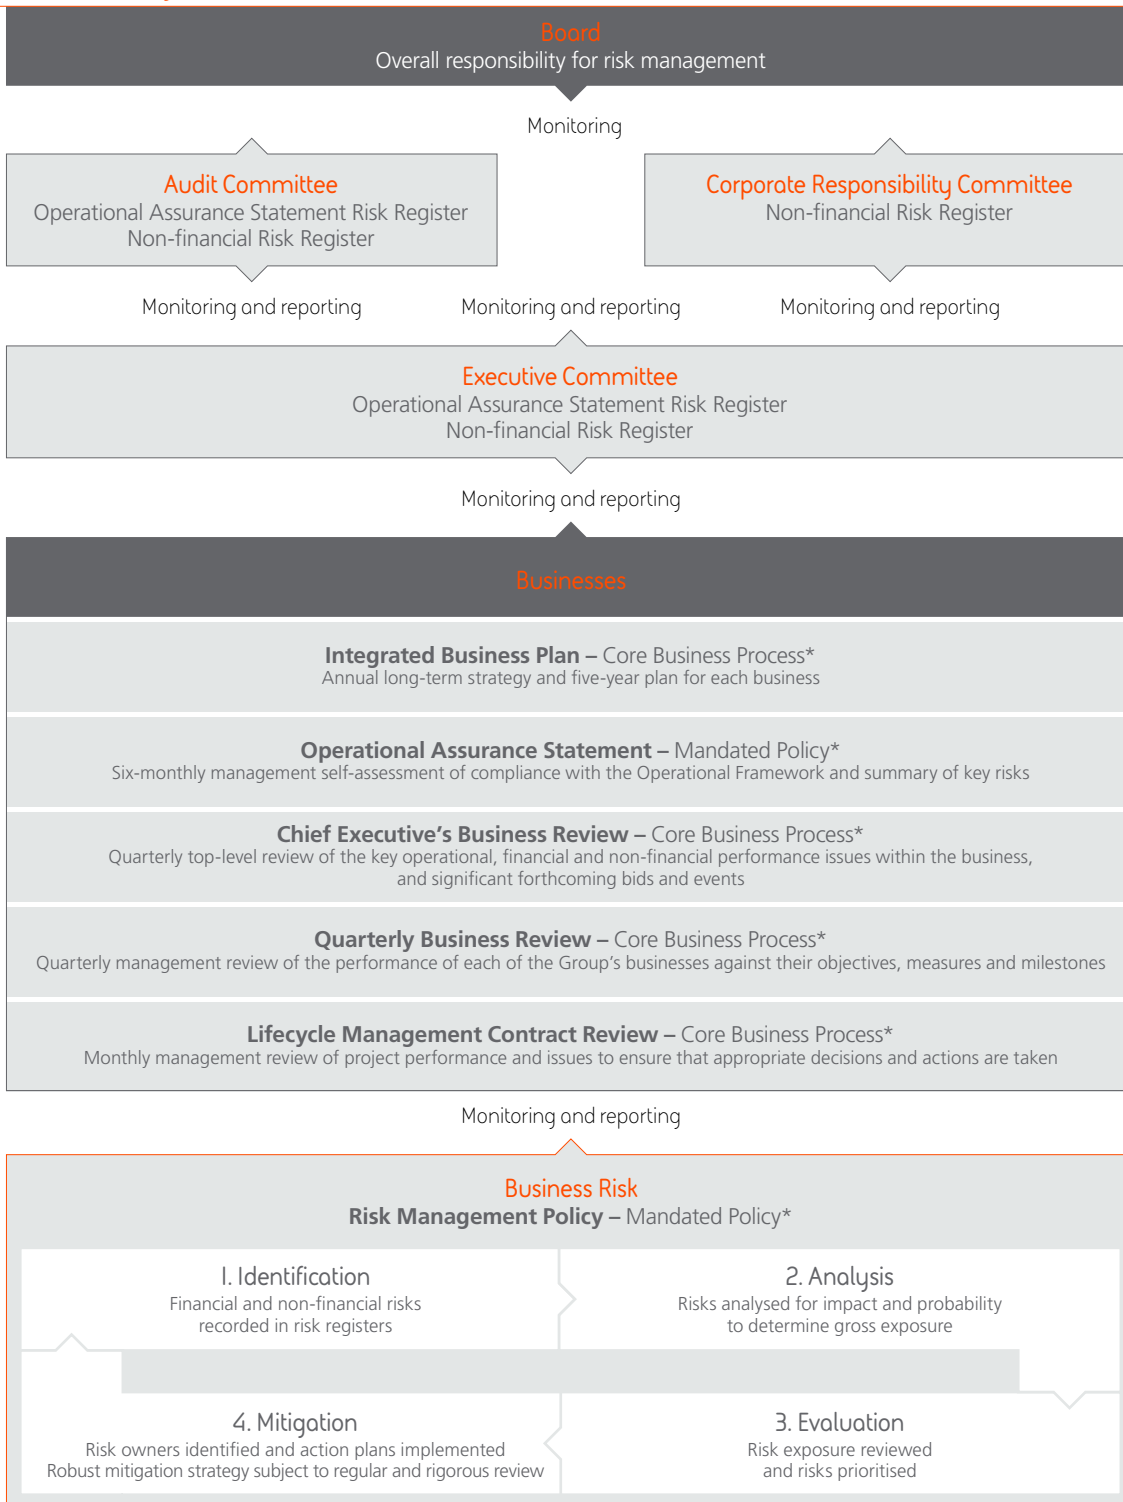 Board
Overall responsibility for risk management
Monitoring
Audit Committee
Operational Assurance Statement Risk Register
Non-financial Risk Register
Corporate Responsibility Committee
Non-financial Risk Register
Monitoring and reporting
Monitoring and reporting
Monitoring and reporting
Executive Committee
Operational Assurance Statement Risk Register
Non-financial Risk Register
Monitoring and reporting
Businesses
Integrated Business Plan – Core Business Process*
Annual long-term strategy and five-year plan for each business
Operational Assurance Statement – Mandated Policy*
Six-monthly management self-assessment of compliance with the Operational Framework and summary of key risks
Chief Executive's Business Review – Core Business Process*
Quarterly top-level review of the key operational, financial and non-financial performance issues within the business,
and significant forthcoming bids and events
Quarterly Business Review – Core Business Process*
Quarterly management review of the performance of each of the Group's businesses against their objectives, measures and milestones
Lifecycle Management Contract Review – Core Business Process*
Monthly management review of project performance and issues to ensure that appropriate decisions and actions are taken
Monitoring and reporting
Business Risk
Risk Management Policy – Mandated Policy*
1. Identification
Financial and non-financial risks
recorded in risk registers
2. Analysis
Risks analysed for impact and probability
to determine gross exposure
4. Mitigation
Risk owners identified and action plans implemented
Robust mitigation strategy subject to regular and rigorous review
3. Evaluation
Risk exposure reviewed
and risks prioritised